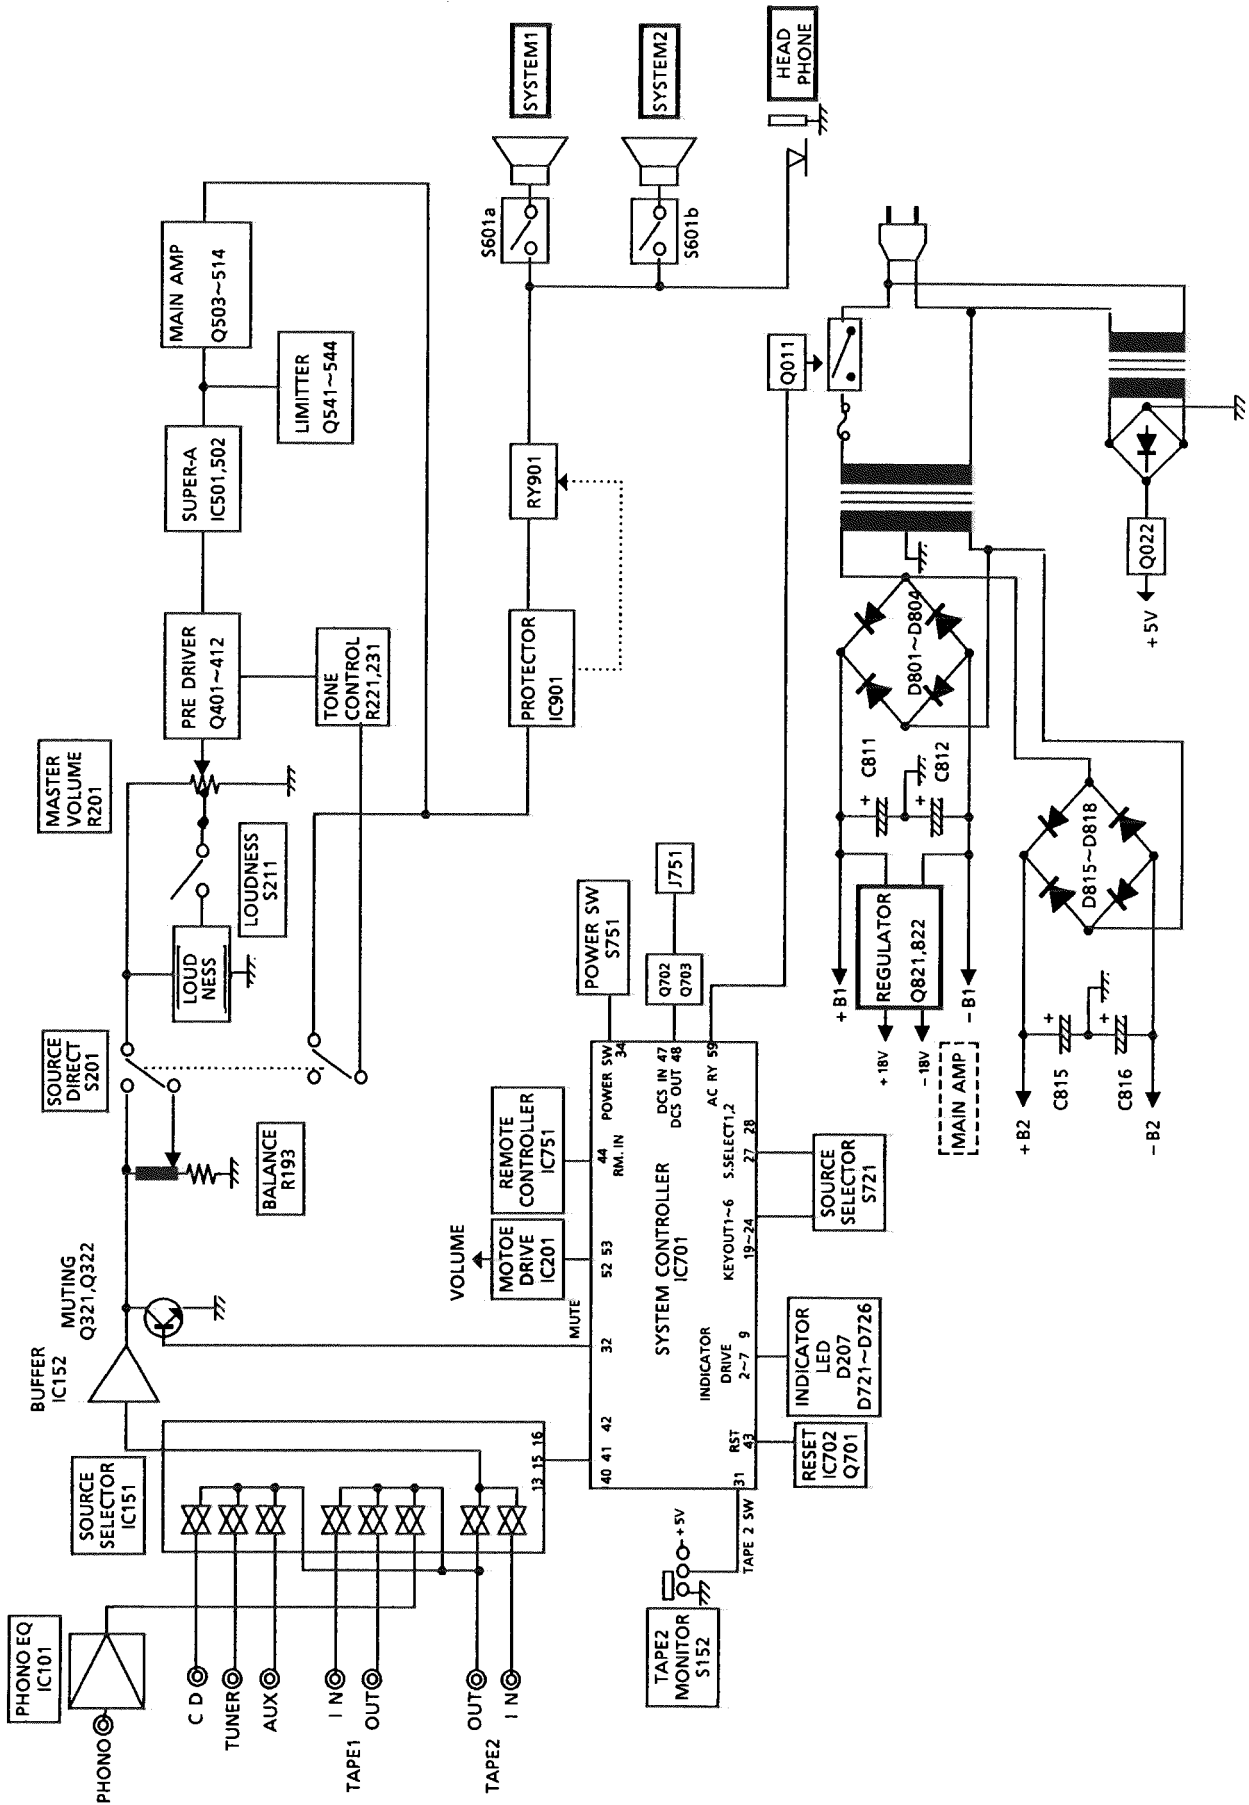 PHONO
PHONO EQ
IC101
C D
TUNER
AUX
I N
OUT
TAPE1
OUT
I N
TAPE2
SOURCE
SELECTOR
IC151
13 15 16
BUFFER
IC152
MUTING
Q321,Q322
BALANCE
R193
SOURCE
DIRECT
S201
LOUD
NESS
LOUDNESS
S211
MASTER
VOLUME
R201
PRE DRIVER
Q401~412
TONE
CONTROL
R221,231
SUPER-A
IC501,502
LIMITTER
Q541~544
MAIN AMP
Q503~514
PROTECTOR
IC901
RY901
S601a
SYSTEM1
S601b
SYSTEM2
HEAD
PHONE
TAPE2
MONITOR
S152
+5V
TAPE 2 SW
SYSTEM CONTROLLER
IC701
40 41 42
32
MUTE
52 53
44
RM. IN
POWER SW
34
DCS IN 47
DCS OUT 48
AC RY 59
S.SELECT1,2
27 28
KEYOUT1~6
19~24
INDICATOR
DRIVE
2~7 9
RST
43
31
VOLUME
MOTOE
DRIVE
IC201
REMOTE
CONTROLLER
IC751
POWER SW
S751
Q702
Q703
J751
RESET
IC702
Q701
INDICATOR
LED
D207
D721~D726
SOURCE
SELECTOR
S721
Q011
+B1
-B1
REGULATOR
Q821,822
+18V
-18V
MAIN AMP
C811
+
C812
+
D801~D804
+B2
-B2
C815
+
C816
+
D815~D818
Q022
+5V